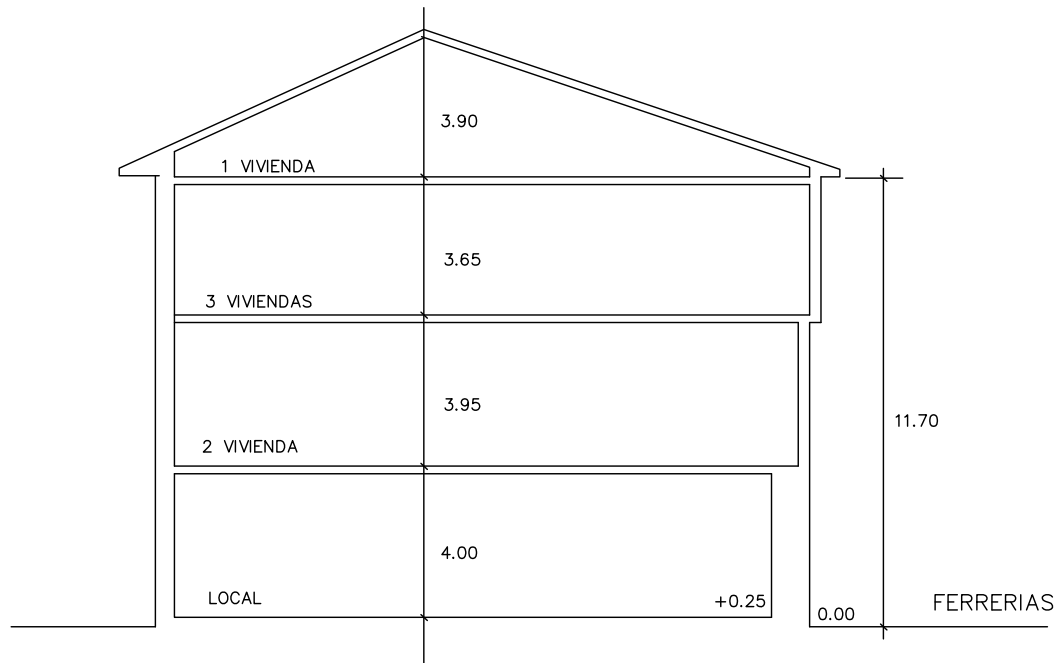 3.90
1 VIVIENDA
3.65
3 VIVIENDAS
3.95
11.70
2 VIVIENDA
4.00
LOCAL
+0.25
0.00
FERRERIAS